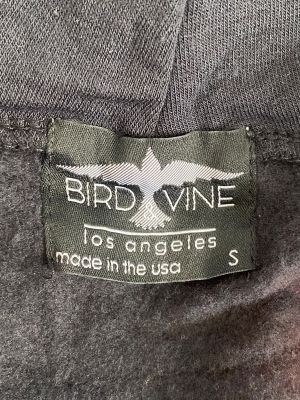 BIRD & VINE
los angeles
made in the usa S